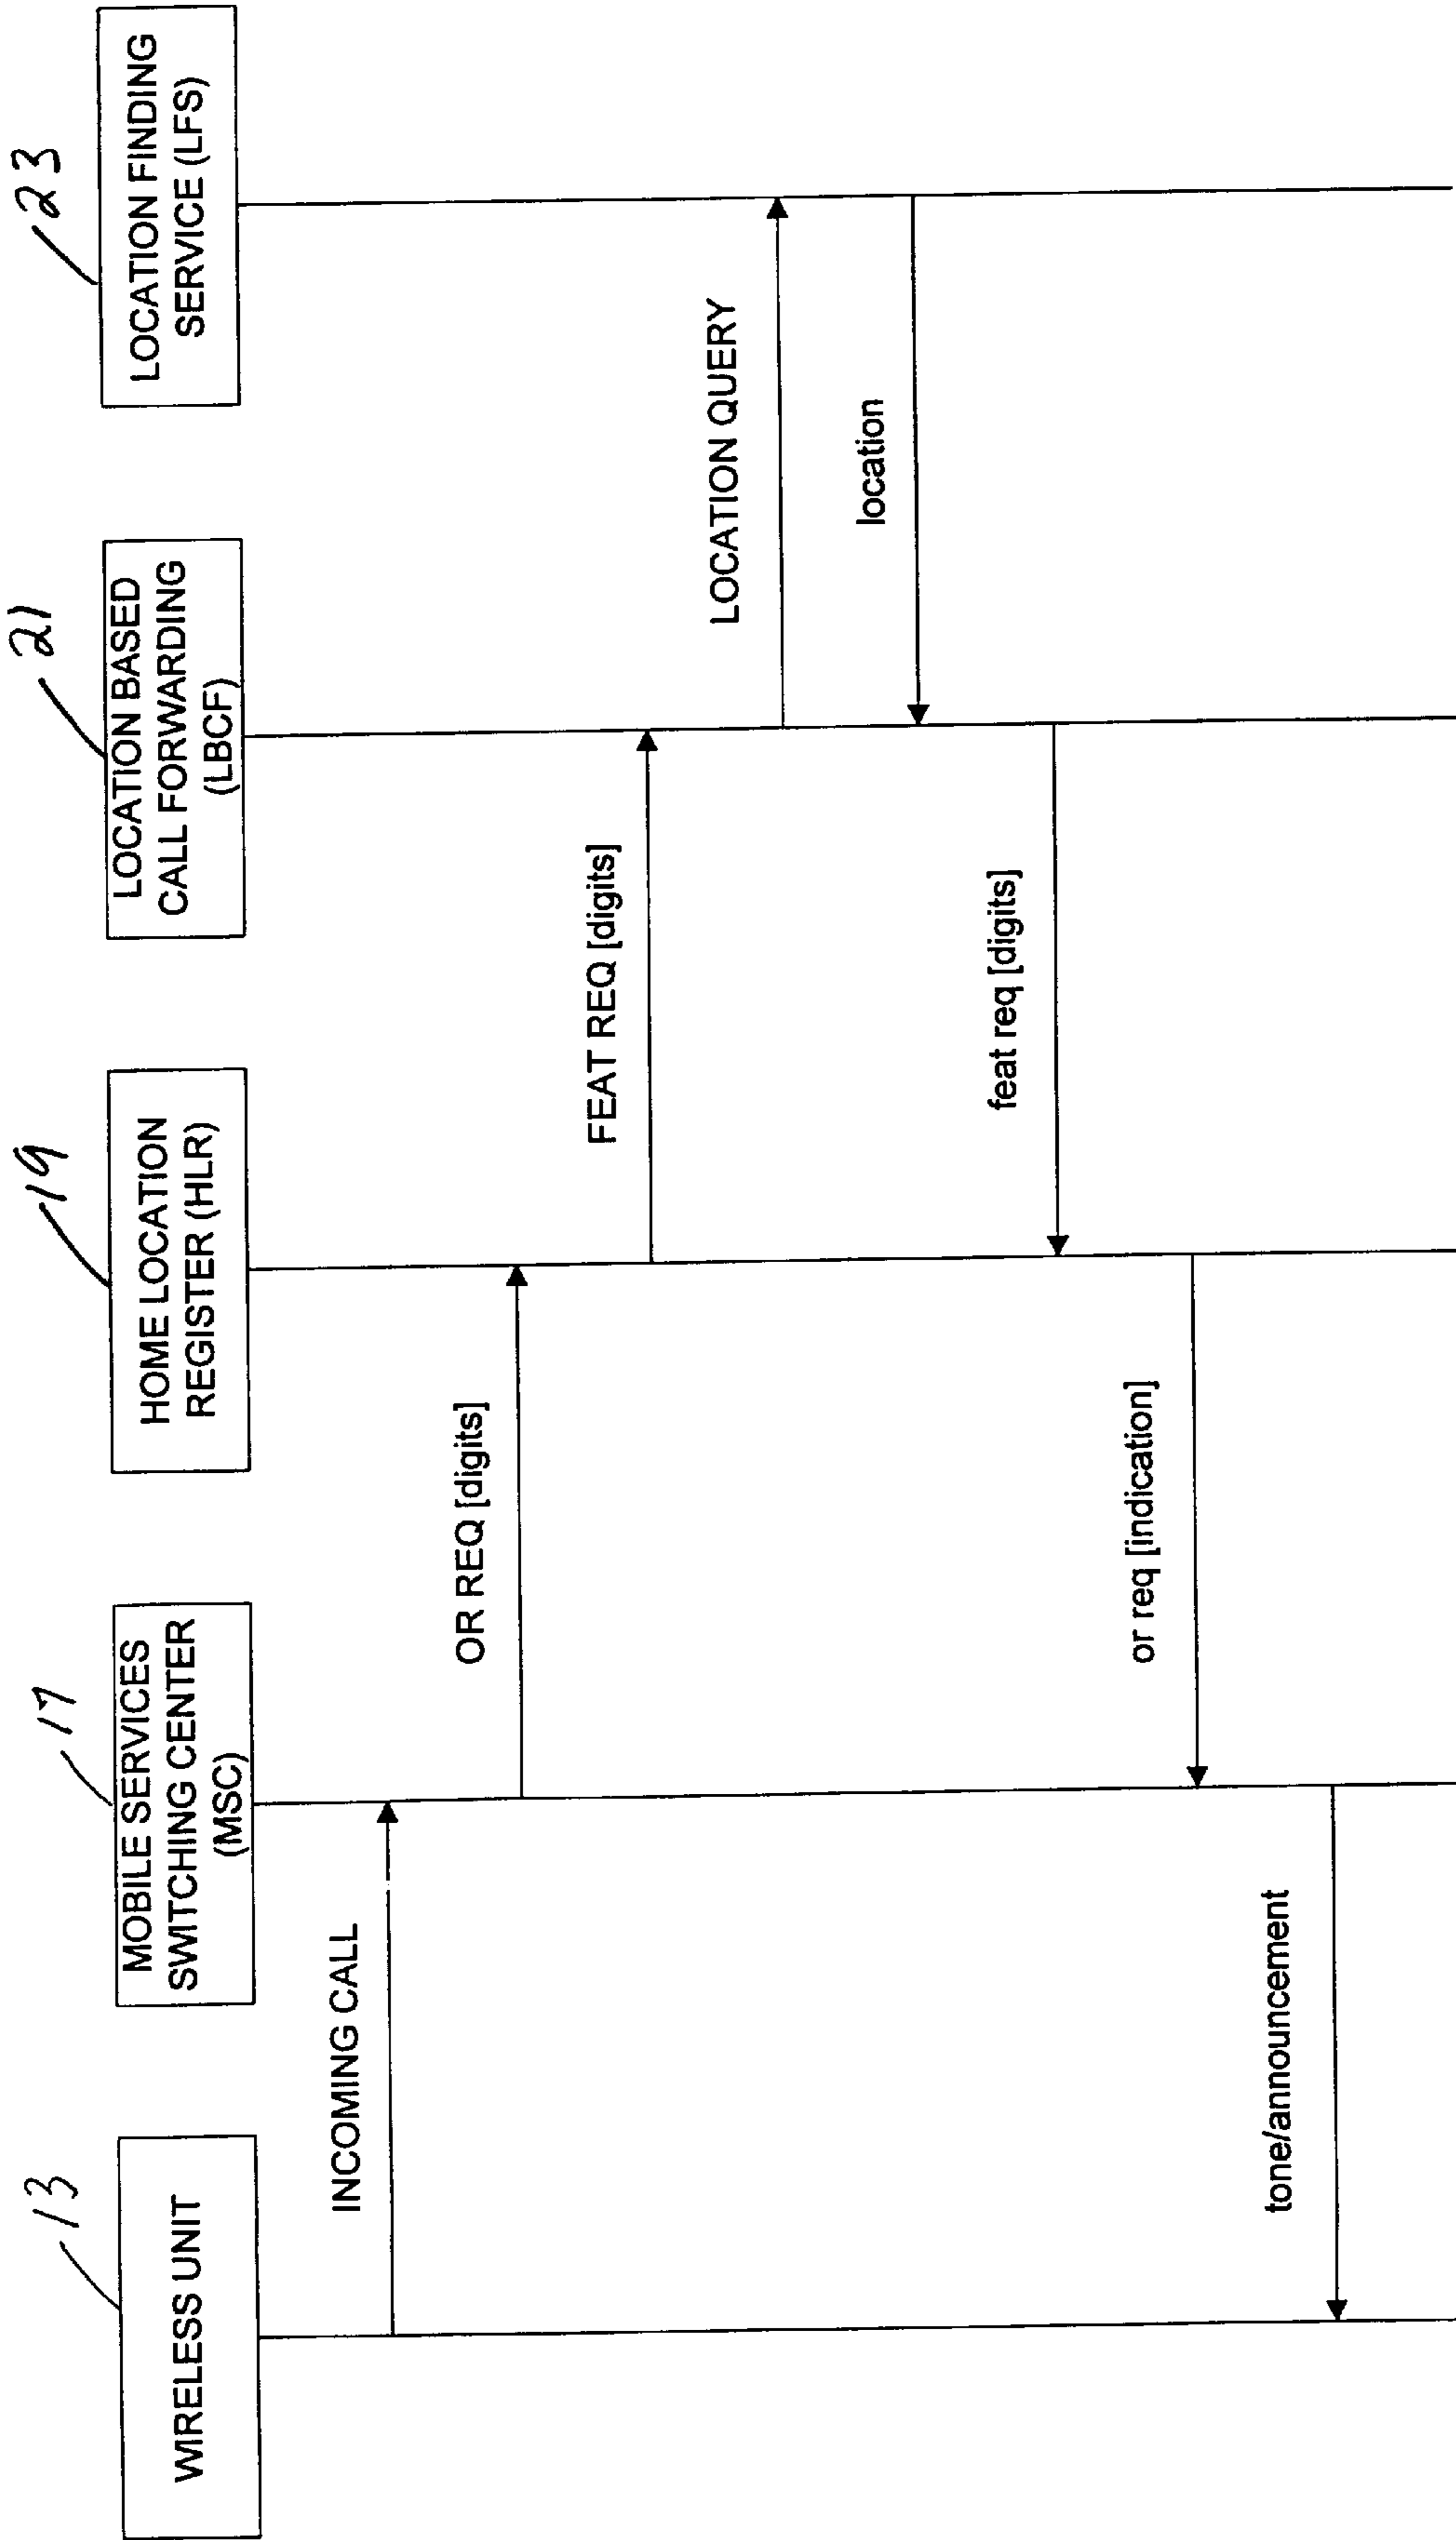 13
WIRELESS UNIT
17
MOBILE SERVICES
SWITCHING CENTER
(MSC)
19
HOME LOCATION
REGISTER (HLR)
21
LOCATION BASED
CALL FORWARDING
(LBCF)
23
LOCATION FINDING
SERVICE (LFS)
INCOMING CALL
OR REQ [digits]
FEAT REQ [digits]
LOCATION QUERY
location
feat req [digits]
or req [indication]
tone/announcement